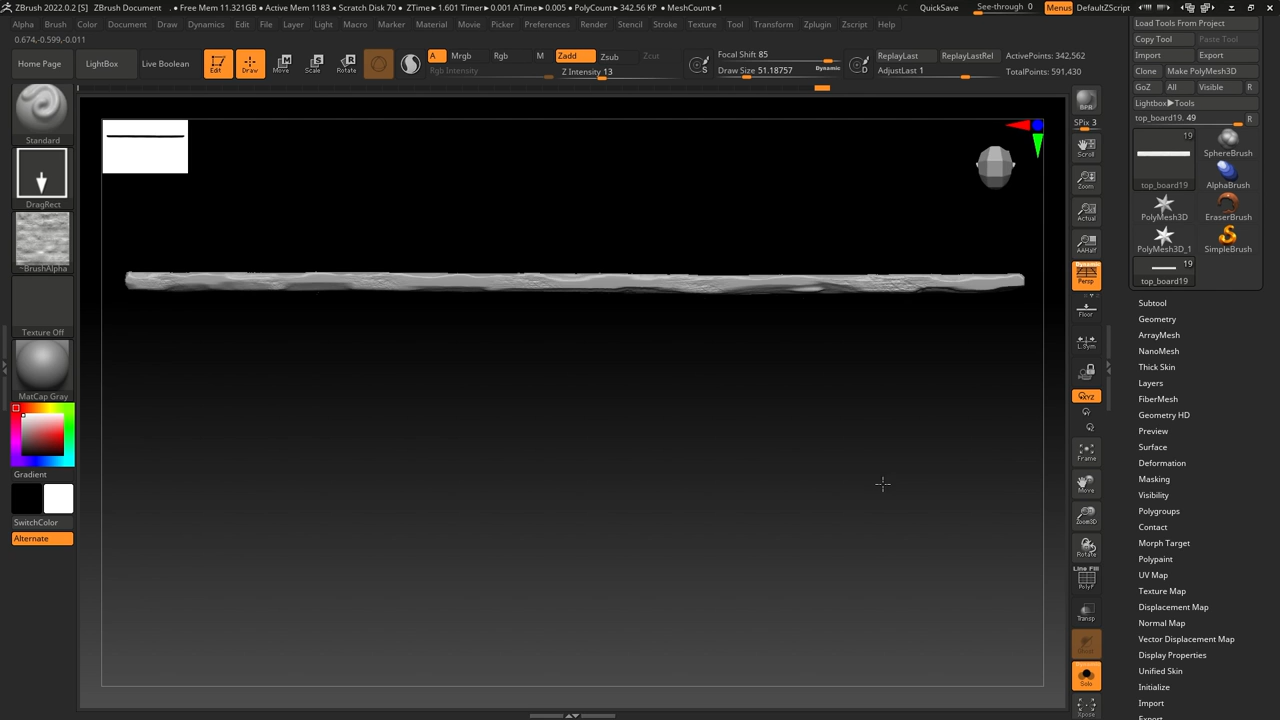 ZBrush 2022.0.2 [S] ZBrush Document • Free Mem 11.321GB • Active Mem 1183 • Scratch Disk 70 • ZTime►1.601 Timer►0.001 ATime►0.005 • PolyCount►342.56 KP • MeshCount►1 AC QuickSave See-through 0 Menus DefaultZScript
Alpha Brush Color Document Draw Dynamics Edit File Layer Light Macro Marker Material Movie Picker Preferences Render Stencil Stroke Texture Tool Transform Zplugin Zscript Help
0.674,-0.599,-0.011
Home Page LightBox Live Boolean Edit Draw Move Scale Rotate
A Mrgb Rgb M Zadd Zsub Zcut
Rgb Intensity Z Intensity 13
Focal Shift 85
Draw Size 51.18757 Dynamic
S D
ReplayLast ReplayLastRel ActivePoints: 342,562
AdjustLast 1 TotalPoints: 591,430
Standard
DragRect
~BrushAlpha
Texture Off
MatCap Gray
Gradient
SwitchColor
Alternate
BPR
SPix 3
Scroll
Zoom
Actual
AAHalf
Dynamic
Persp
Floor
L.Sym
XYZ
Frame
Move
Zoom3D
Rotate
Line Fill
PolyF
Transp
Solo
Xpose
Load Tools From Project
Copy Tool Paste Tool
Import Export
Clone Make PolyMesh3D
GoZ All Visible R
Lightbox►Tools
top_board19. 49 R
19
top_board19
SphereBrush
AlphaBrush
PolyMesh3D EraserBrush
PolyMesh3D_1 SimpleBrush
19
top_board19
Subtool
Geometry
ArrayMesh
NanoMesh
Thick Skin
Layers
FiberMesh
Geometry HD
Preview
Surface
Deformation
Masking
Visibility
Polygroups
Contact
Morph Target
Polypaint
UV Map
Texture Map
Displacement Map
Normal Map
Vector Displacement Map
Display Properties
Unified Skin
Initialize
Import
Export